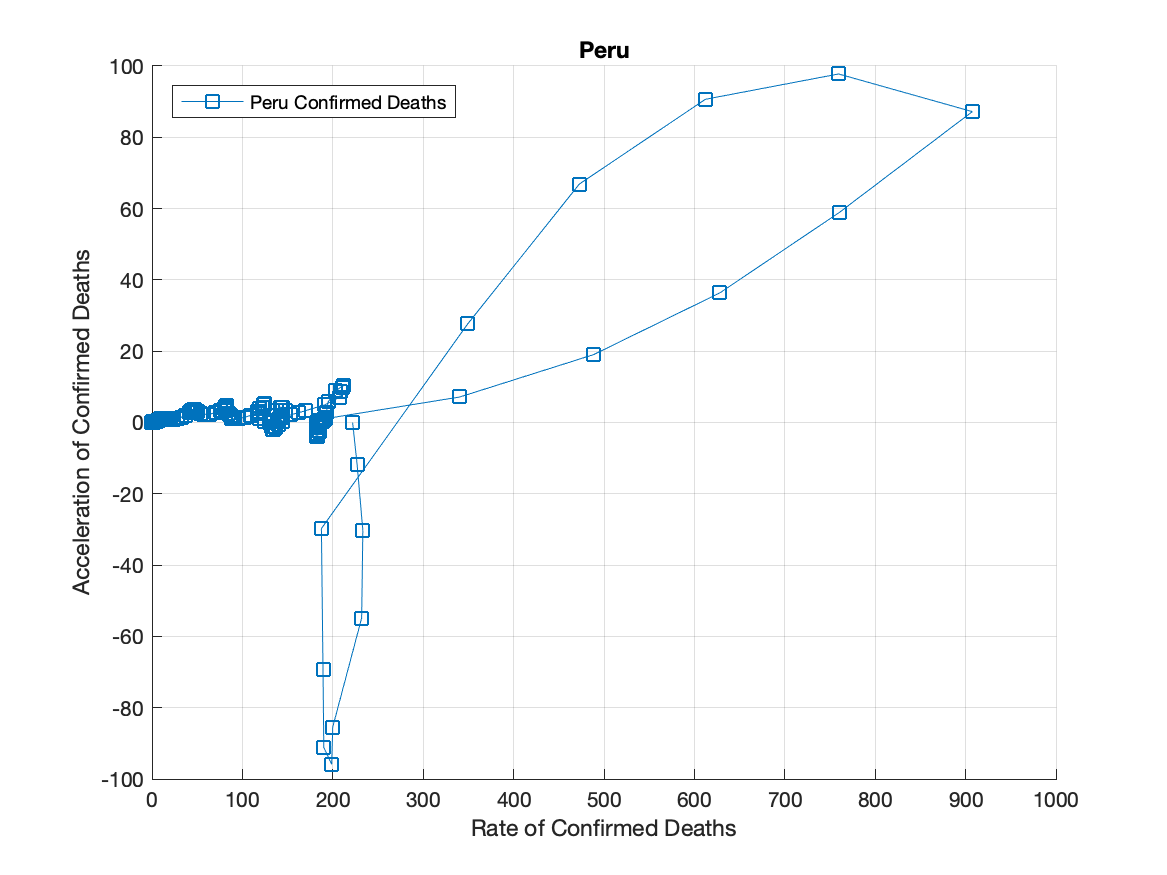 Peru
Peru Confirmed Deaths
100
80
60
40
20
0
-20
-40
-60
-80
-100
Acceleration of Confirmed Deaths
0 100 200 300 400 500 600 700 800 900 1000
Rate of Confirmed Deaths